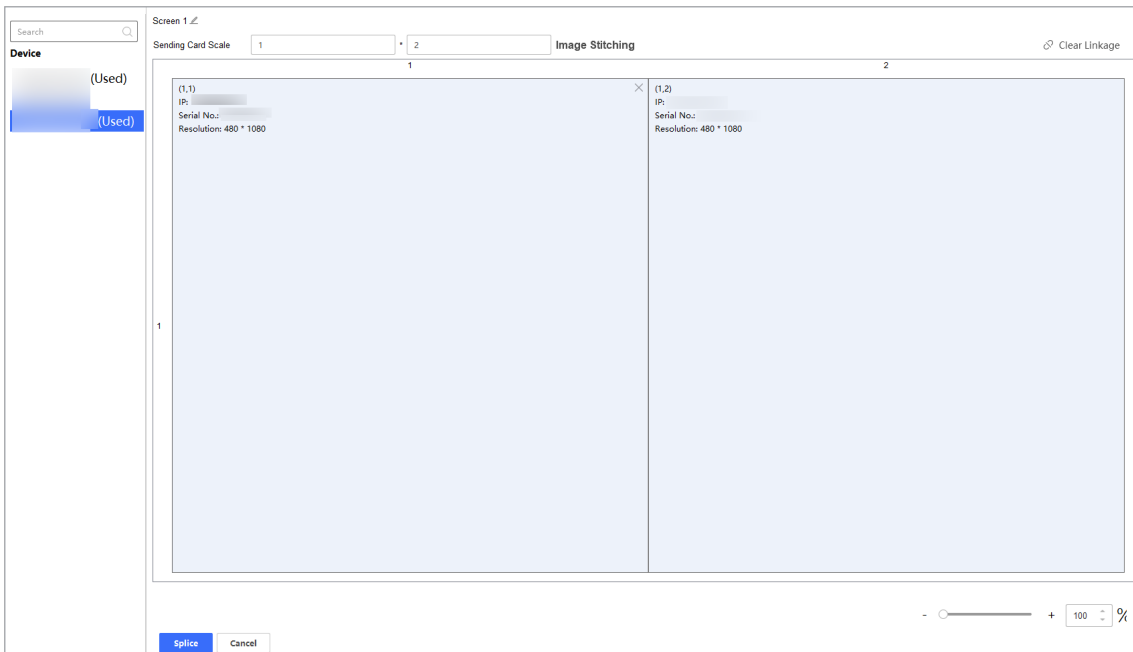 Screen 1
Search
Sending Card Scale 1 * 2 Image Stitching Clear Linkage
Device
1 2
(Used)
(Used)
(1,1)
IP:
Serial No.:
Resolution: 480 * 1080
(1,2)
IP:
Serial No.:
Resolution: 480 * 1080
1
- + 100 %
Splice Cancel